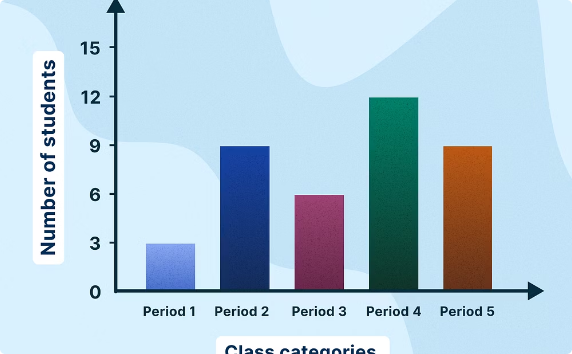 Number of students
15
12
9
6
3
0
Period 1 Period 2 Period 3 Period 4 Period 5
Class categories